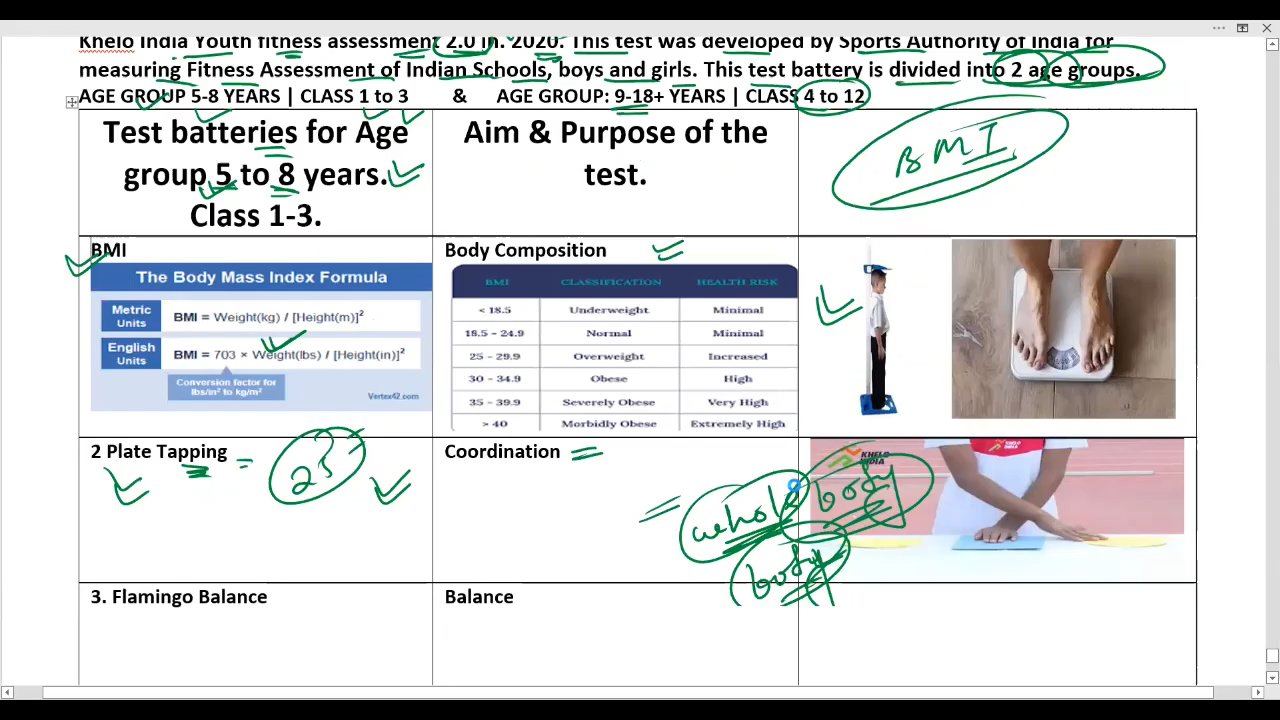 Khelo India Youth fitness assessment 2.0 in. 2020. This test was developed by Sports Authority of India for
measuring Fitness Assessment of Indian Schools, boys and girls. This test battery is divided into 2 age groups.
AGE GROUP 5-8 YEARS | CLASS 1 to 3 & AGE GROUP: 9-18+ YEARS | CLASS 4 to 12
Test batteries for Age
group 5 to 8 years.
Class 1-3.
Aim & Purpose of the
test.
BMI
BMI
The Body Mass Index Formula
Metric
Units
BMI = Weight(kg) / [Height(m)]²
English
Units
BMI = 703 × Weight(lbs) / [Height(in)]²
Conversion factor for
lbs/in² to kg/m²
Vertex42.com
Body Composition
BMI CLASSIFICATION HEALTH RISK
< 18.5 Underweight Minimal
18.5 - 24.9 Normal Minimal
25 - 29.9 Overweight Increased
30 - 34.9 Obese High
35 - 39.9 Severely Obese Very High
> 40 Morbidly Obese Extremely High
2 Plate Tapping
Coordination
whole body
body
KHELO
INDIA
3. Flamingo Balance
Balance